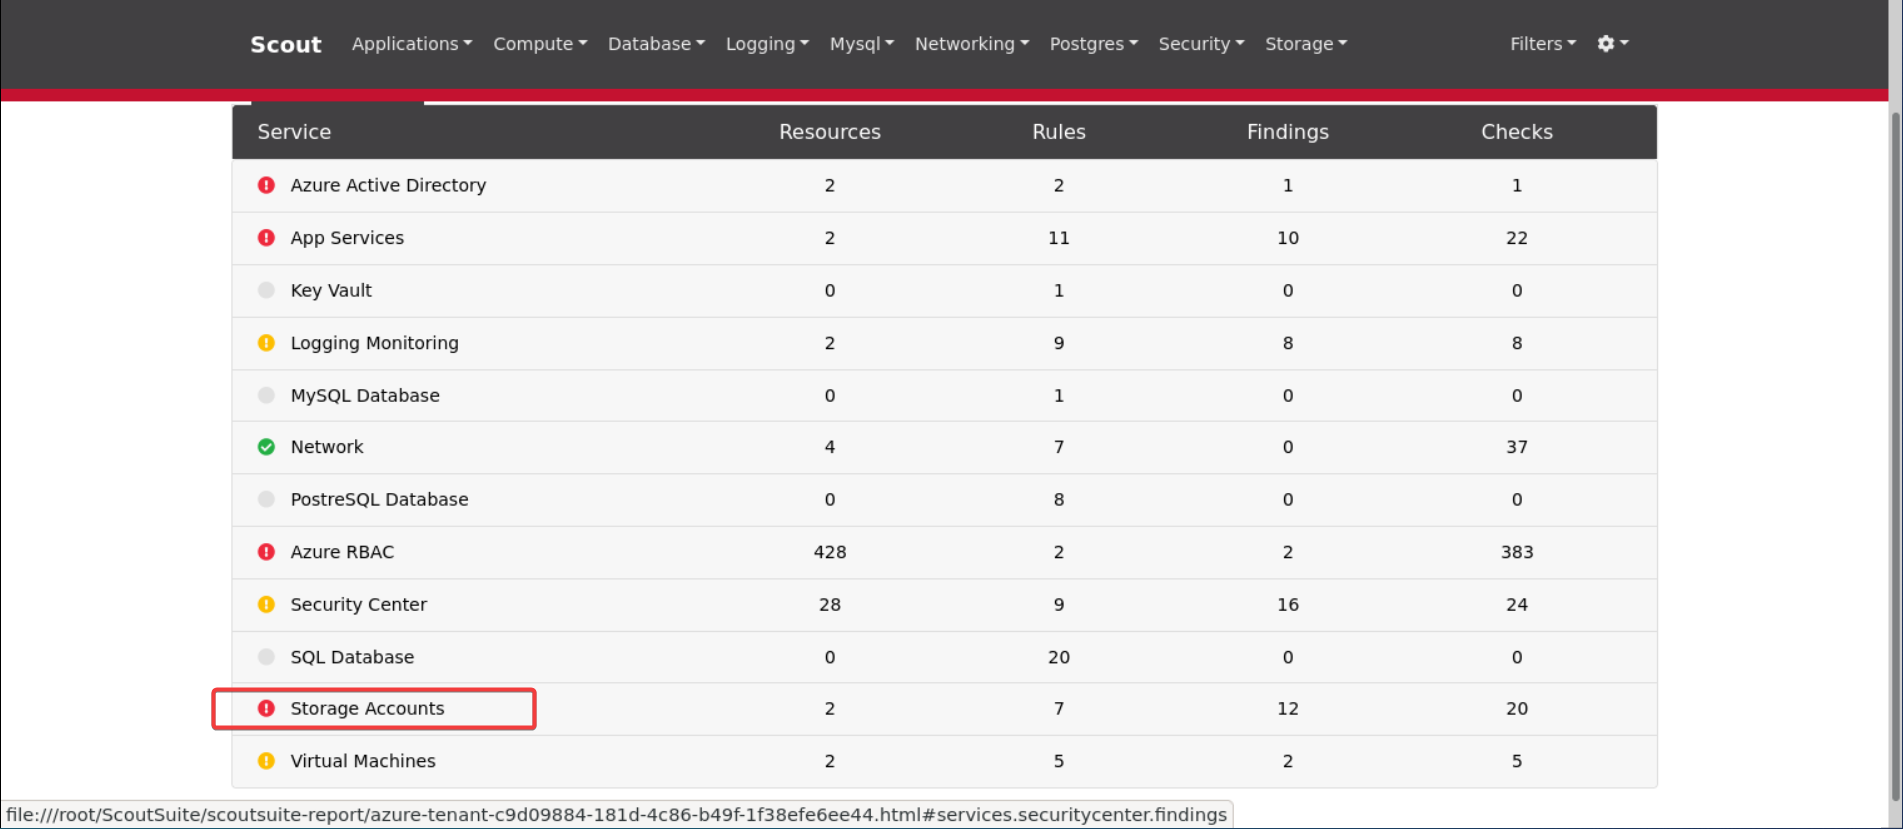 Scout Applications Compute Database Logging Mysql Networking Postgres Security Storage Filters
Service Resources Rules Findings Checks
Azure Active Directory 2 2 1 1
App Services 2 11 10 22
Key Vault 0 1 0 0
Logging Monitoring 2 9 8 8
MySQL Database 0 1 0 0
Network 4 7 0 37
PostreSQL Database 0 8 0 0
Azure RBAC 428 2 2 383
Security Center 28 9 16 24
SQL Database 0 20 0 0
Storage Accounts 2 7 12 20
Virtual Machines 2 5 2 5
file:///root/ScoutSuite/scoutsuite-report/azure-tenant-c9d09884-181d-4c86-b49f-1f38efe6ee44.html#services.securitycenter.findings